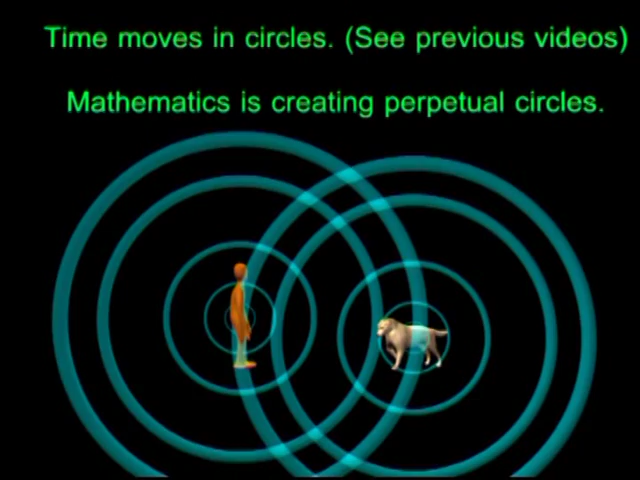 Time moves in circles. (See previous videos)
Mathematics is creating perpetual circles.